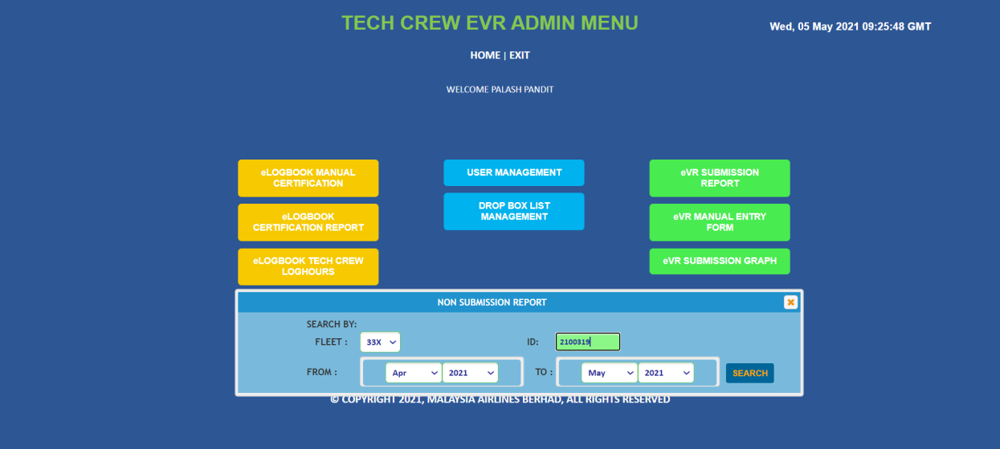 TECH CREW EVR ADMIN MENU
Wed, 05 May 2021 09:25:48 GMT
HOME | EXIT
WELCOME PALASH PANDIT
eLOGBOOK MANUAL
CERTIFICATION
USER MANAGEMENT
eVR SUBMISSION
REPORT
eLOGBOOK
CERTIFICATION REPORT
DROP BOX LIST
MANAGEMENT
eVR MANUAL ENTRY
FORM
eLOGBOOK TECH CREW
LOGHOURS
eVR SUBMISSION GRAPH
NON SUBMISSION REPORT
SEARCH BY:
FLEET : 33X ID: 2100319
FROM : Apr 2021 TO : May 2021 SEARCH
© COPYRIGHT 2021, MALAYSIA AIRLINES BERHAD, ALL RIGHTS RESERVED